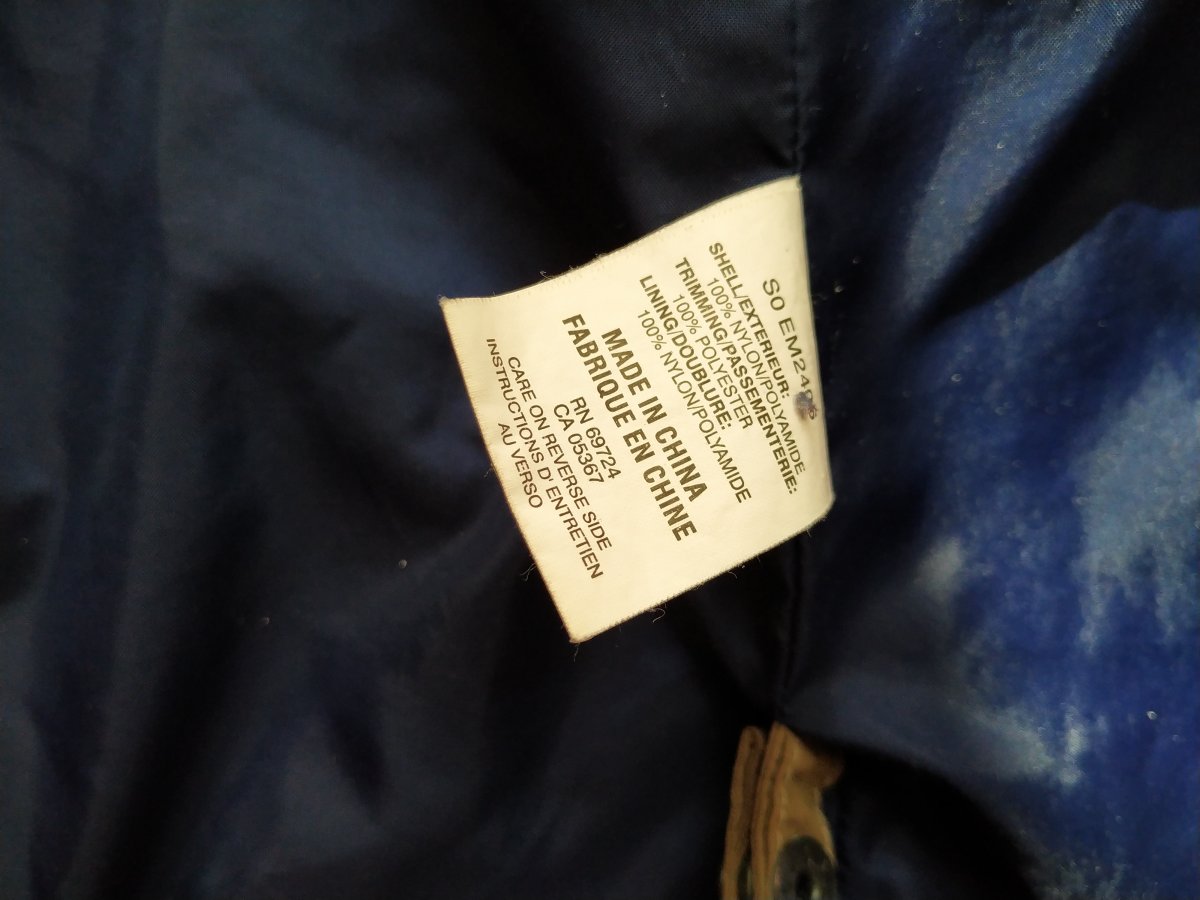 SO EM24
SHELL/EXTERIEUR:
100% NYLON/POLYAMIDE
TRIMMING/PASSEMENTERIE:
100% POLYESTER
LINING/DOUBLURE:
100% NYLON/POLYAMIDE
MADE IN CHINA
FABRIQUE EN CHINE
RN 69724
CA 05367
CARE ON REVERSE SIDE
INSTRUCTIONS D' ENTRETIEN
AU VERSO